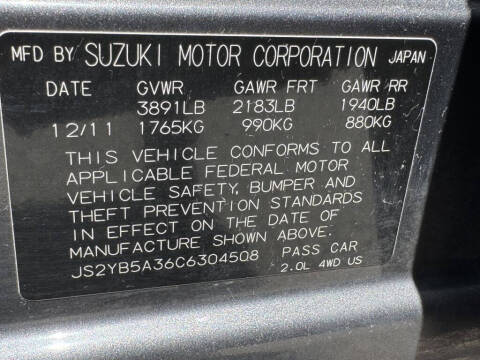 MFD BY SUZUKI MOTOR CORPORATION JAPAN
DATE GVWR GAWR FRT GAWR RR
3891LB 2183LB 1940LB
12/11 1765KG 990KG 880KG
THIS VEHICLE CONFORMS TO ALL
APPLICABLE FEDERAL MOTOR
VEHICLE SAFETY, BUMPER AND
THEFT PREVENTION STANDARDS
IN EFFECT ON THE DATE OF
MANUFACTURE SHOWN ABOVE.
JS2YB5A36C6304508 PASS CAR
2.0L 4WD US